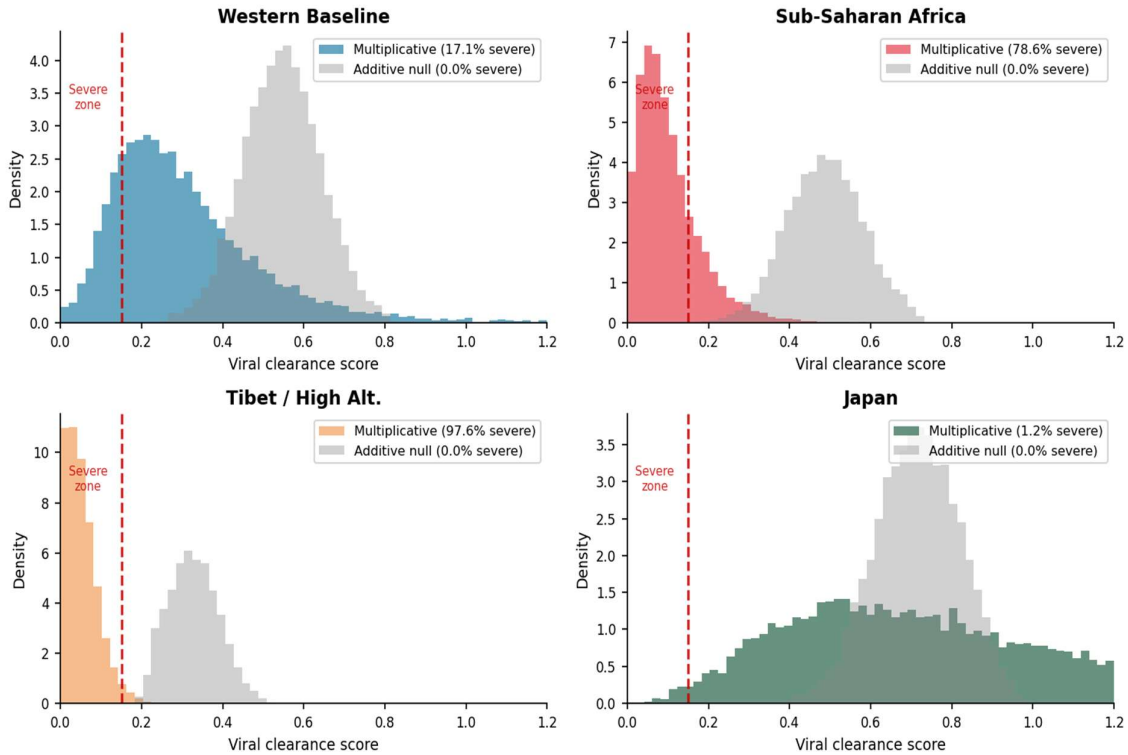 Western Baseline
Multiplicative (17.1% severe)
Additive null (0.0% severe)
Severe
zone
Density
4.0
3.5
3.0
2.5
2.0
1.5
1.0
0.5
0.0
0.0 0.2 0.4 0.6 0.8 1.0 1.2
Viral clearance score
Sub-Saharan Africa
Multiplicative (78.6% severe)
Additive null (0.0% severe)
Severe
zone
Density
7
6
5
4
3
2
1
0
0.0 0.2 0.4 0.6 0.8 1.0 1.2
Viral clearance score
Tibet / High Alt.
Multiplicative (97.6% severe)
Additive null (0.0% severe)
Severe
zone
Density
10
8
6
4
2
0
0.0 0.2 0.4 0.6 0.8 1.0 1.2
Viral clearance score
Japan
Multiplicative (1.2% severe)
Additive null (0.0% severe)
Severe
zone
Density
3.5
3.0
2.5
2.0
1.5
1.0
0.5
0.0
0.0 0.2 0.4 0.6 0.8 1.0 1.2
Viral clearance score